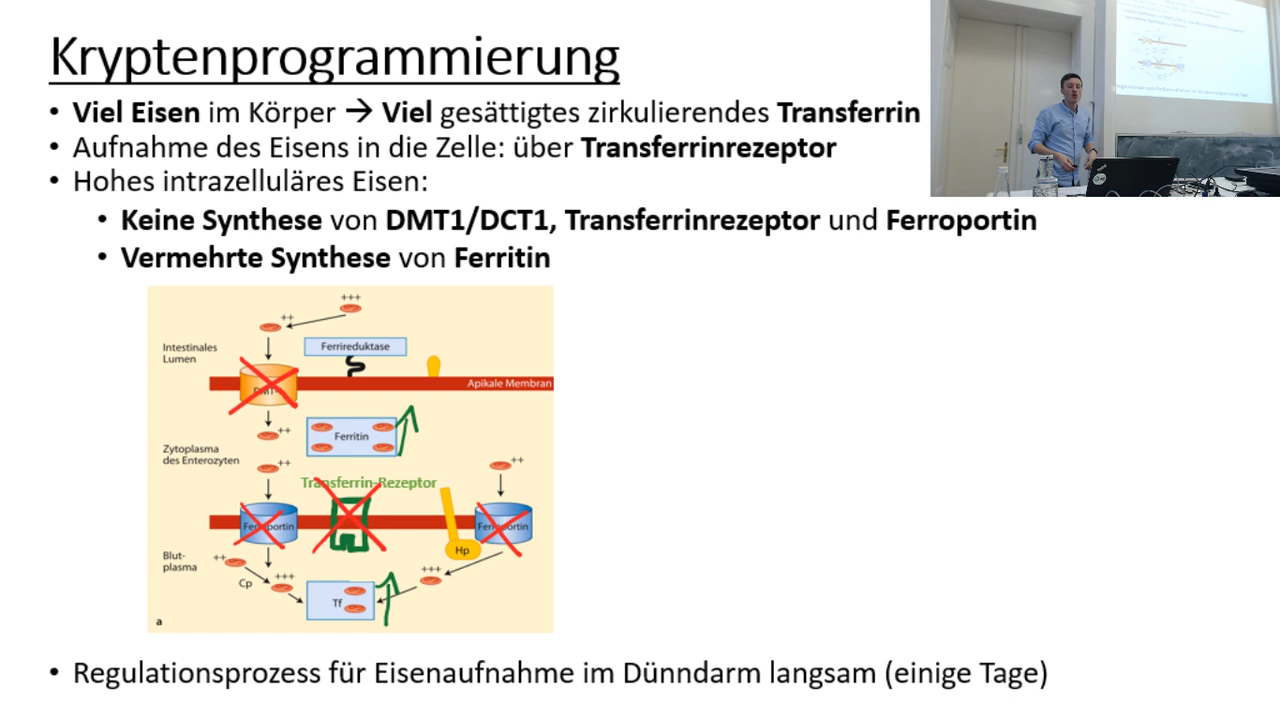 Kryptenprogrammierung
• Viel Eisen im Körper → Viel gesättigtes zirkulierendes Transferrin
• Aufnahme des Eisens in die Zelle: über Transferrinrezeptor
• Hohes intrazelluläres Eisen:
• Keine Synthese von DMT1/DCT1, Transferrinrezeptor und Ferroportin
• Vermehrte Synthese von Ferritin
+++
++
Intestinales
Lumen
Ferrireduktase
Apikale Membran
++
Ferritin
Zytoplasma
des Enterozyten
++
++
Transferrin-Rezeptor
Ferroportin
Ferroportin
Hp
Blut-
plasma
++
Cp
+++
+++
Tf
a
• Regulationsprozess für Eisenaufnahme im Dünndarm langsam (einige Tage)